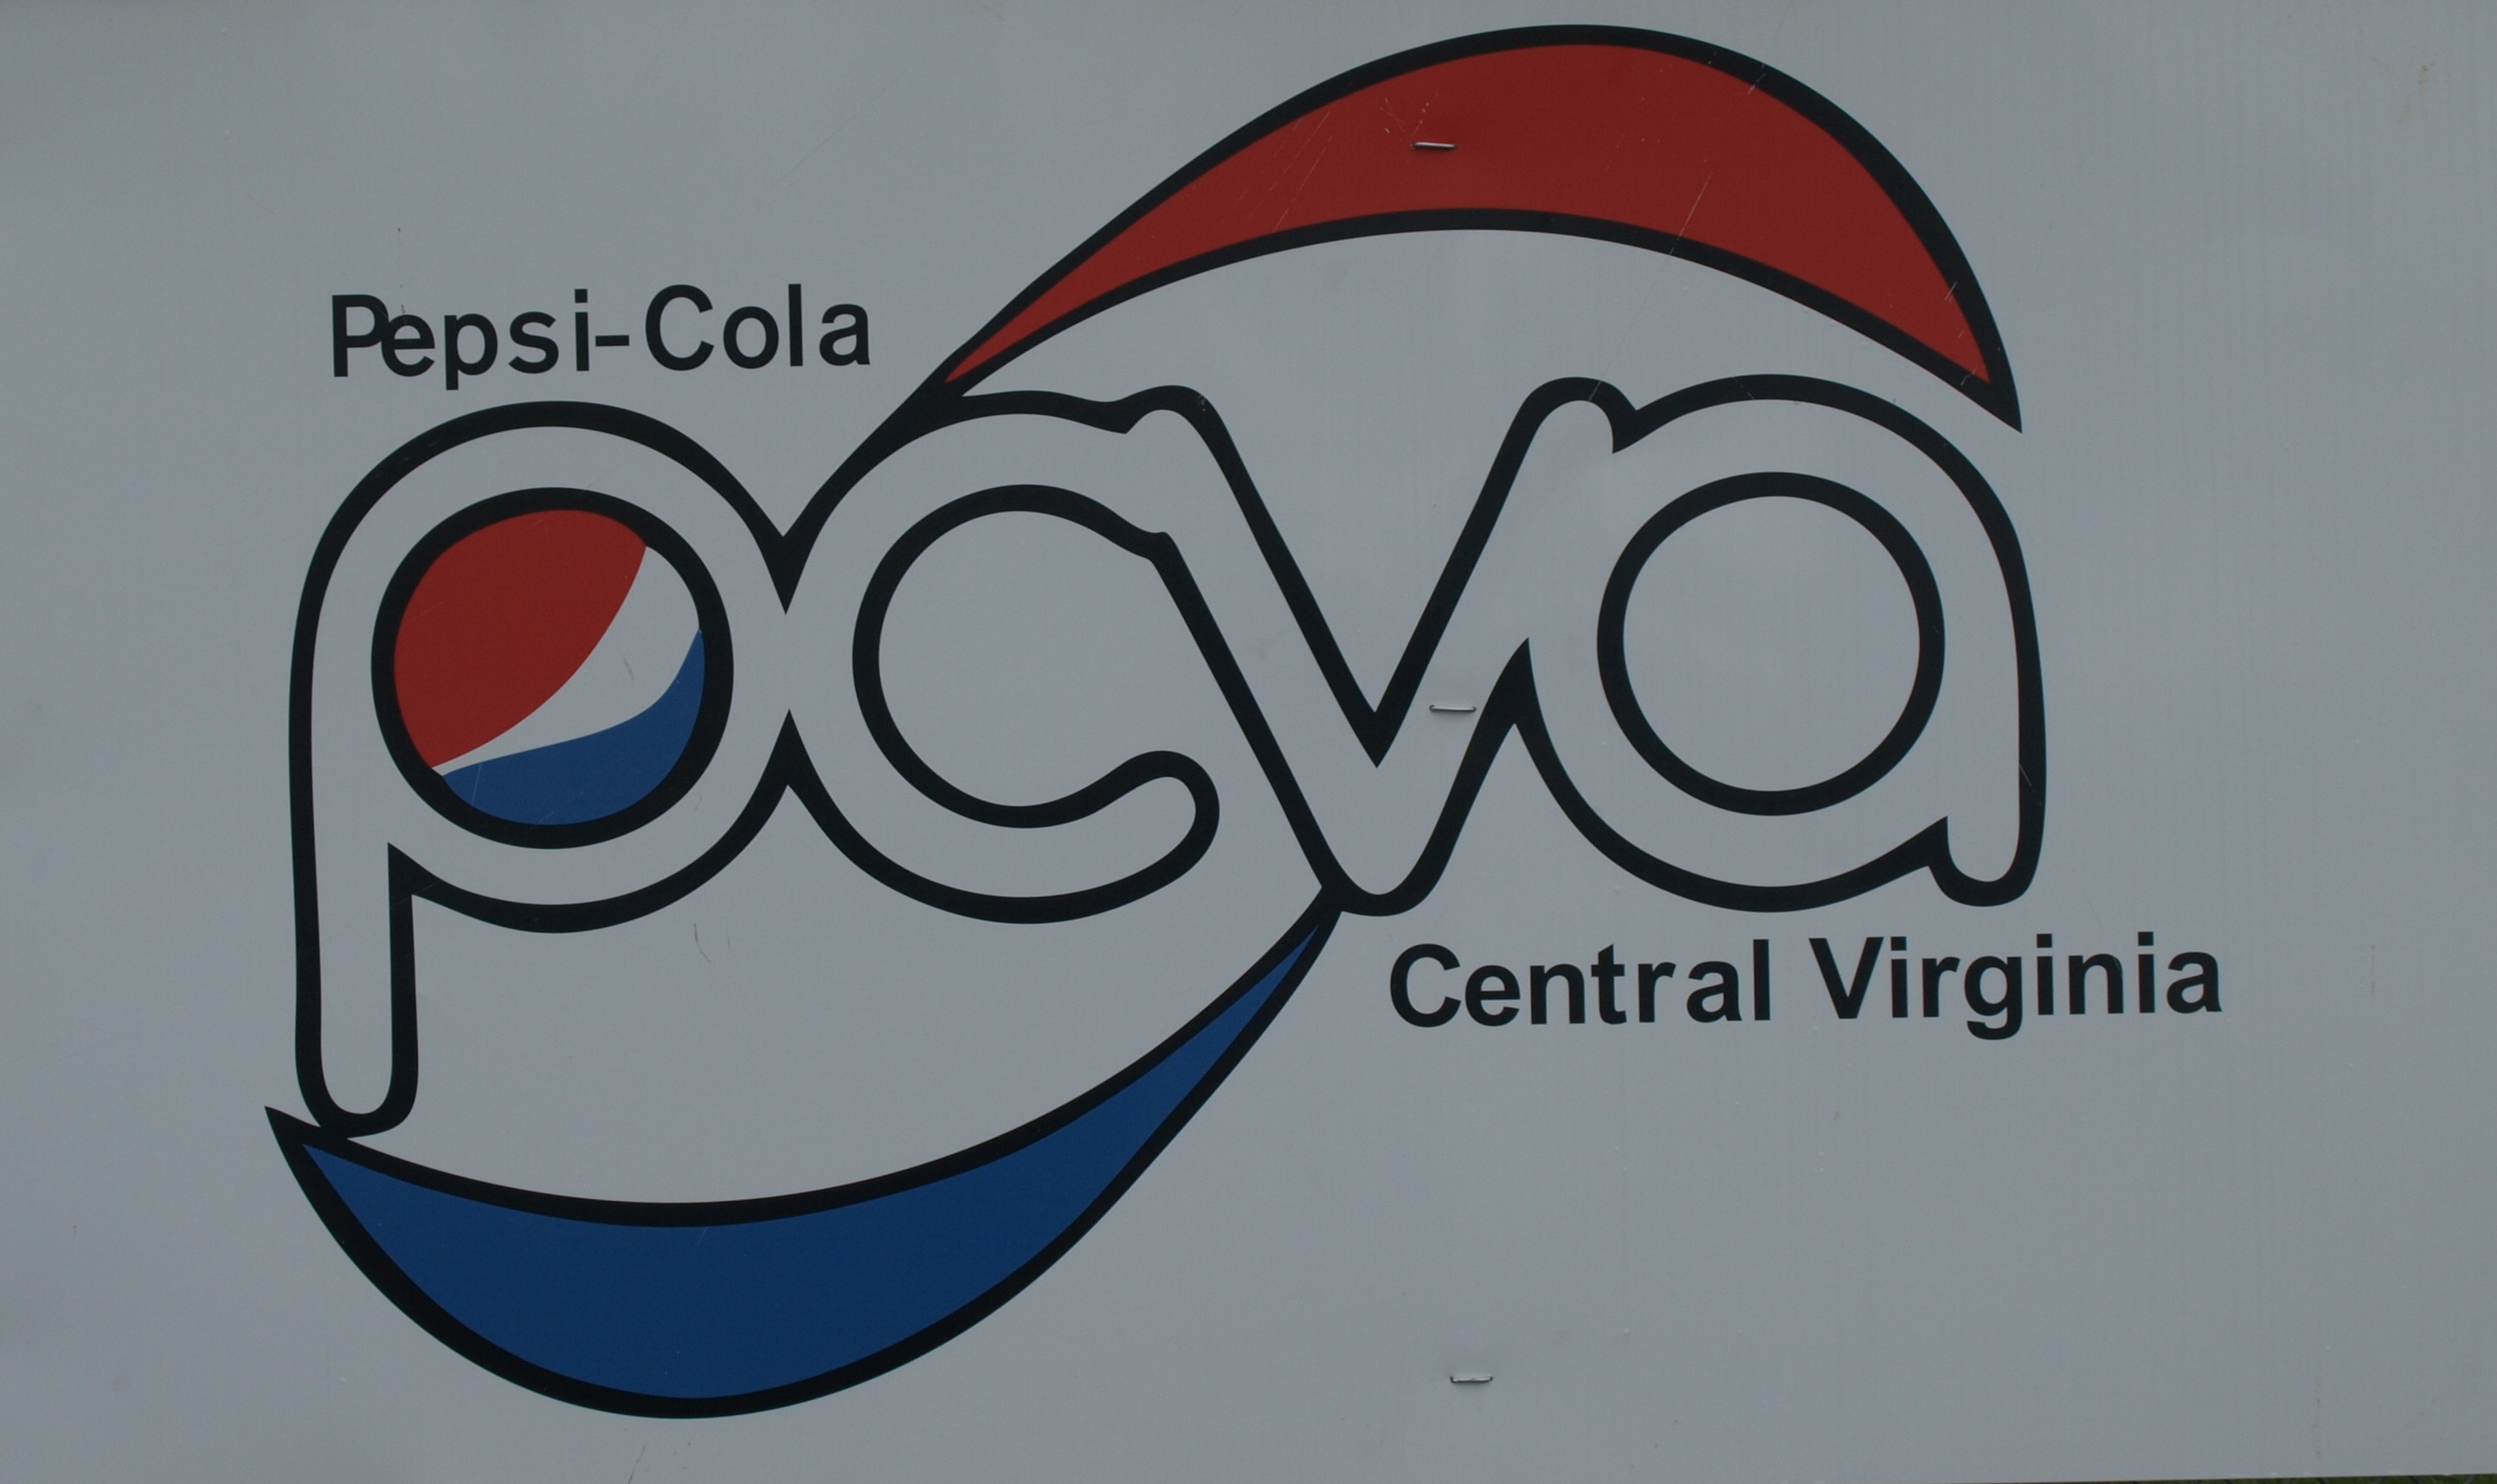 Pepsi-Cola
pcva
Central Virginia